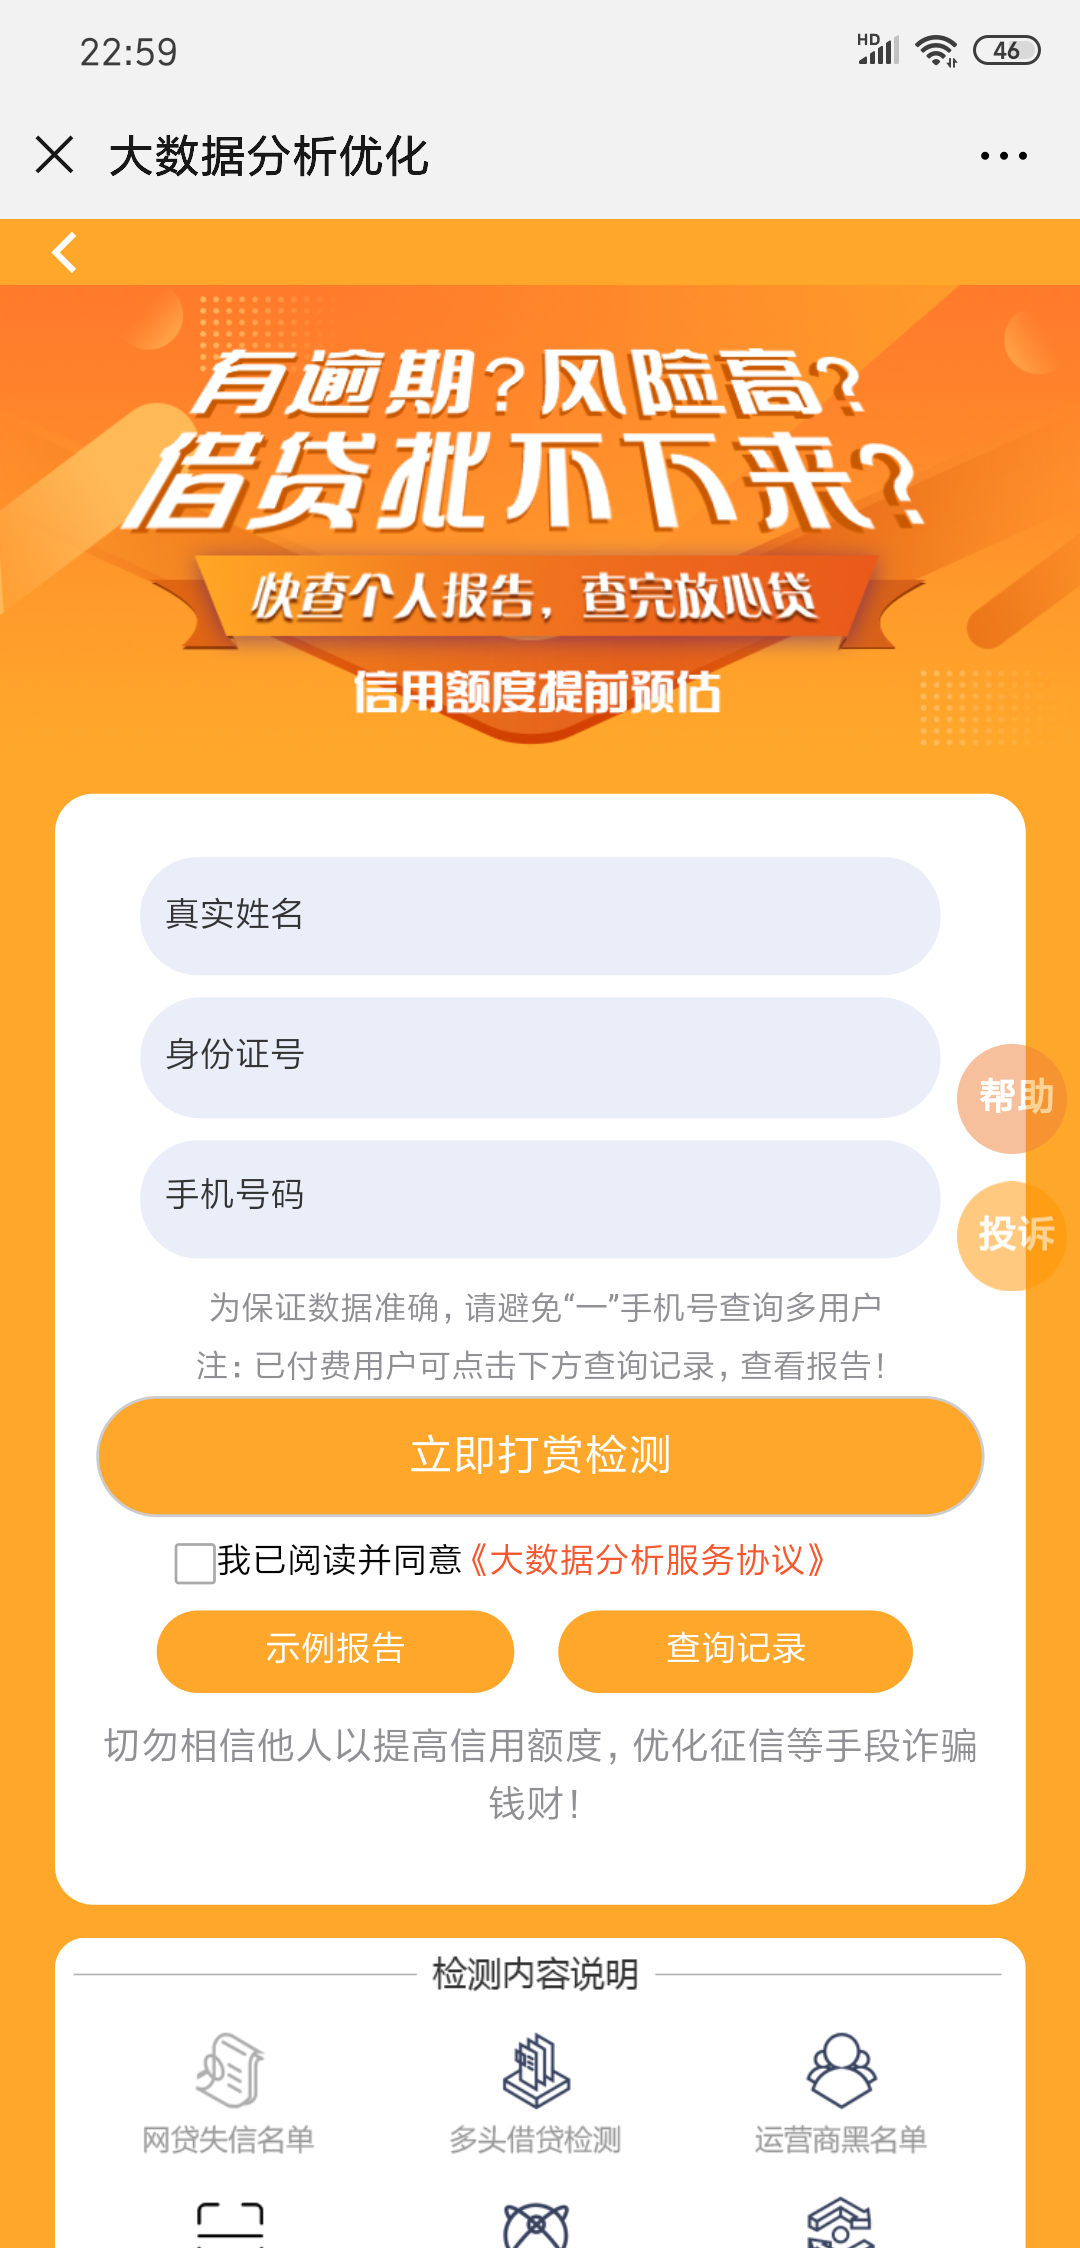 22:59
HD
46
大数据分析优化
有逾期?风险高?
借贷批不下来?
快查个人报告，查完放心贷
信用额度提前预估
真实姓名
身份证号
帮助
手机号码
投诉
为保证数据准确，请避免“一”手机号查询多用户
注：已付费用户可点击下方查询记录，查看报告！
立即打赏检测
我已阅读并同意《大数据分析服务协议》
示例报告 查询记录
切勿相信他人以提高信用额度，优化征信等手段诈骗
钱财！
检测内容说明
网贷失信名单 多头借贷检测 运营商黑名单